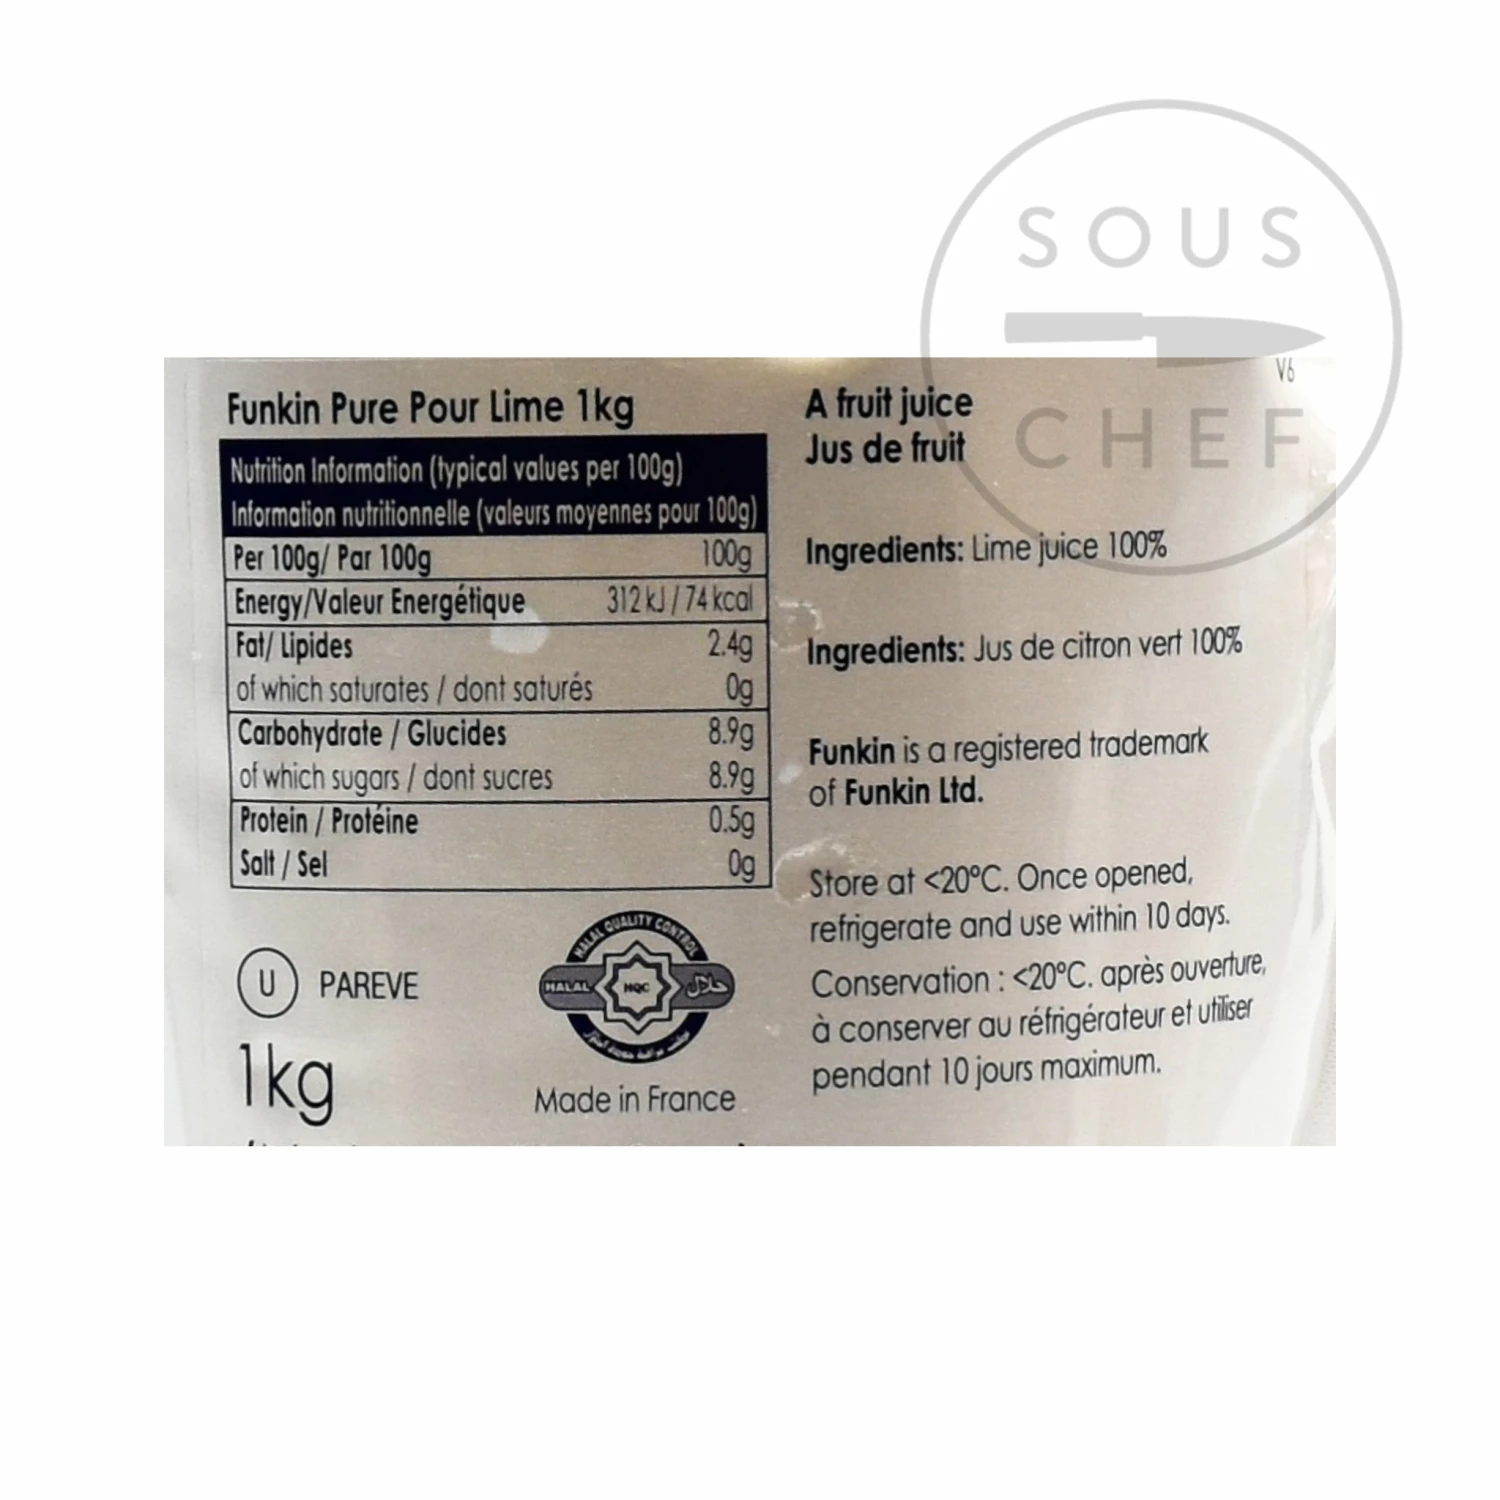 SOUS
CHEF
V6
Funkin Pure Pour Lime 1kg
Nutrition Information (typical values per 100g)
Information nutritionnelle (valeurs moyennes pour 100g)
Per 100g/ Par 100g 100g
Energy/Valeur Energétique 312 kJ / 74 kcal
Fat/ Lipides 2.4g
of which saturates / dont saturés 0g
Carbohydrate / Glucides 8.9g
of which sugars / dont sucres 8.9g
Protein / Protéine 0.5g
Salt / Sel 0g
U PAREVE
1kg
HALAL QUALITY CONTROL
HALAL HQC حلال
Made in France
A fruit juice
Jus de fruit
Ingredients: Lime juice 100%
Ingredients: Jus de citron vert 100%
Funkin is a registered trademark
of Funkin Ltd.
Store at <20°C. Once opened,
refrigerate and use within 10 days.
Conservation : <20°C. après ouverture,
à conserver au réfrigérateur et utiliser
pendant 10 jours maximum.